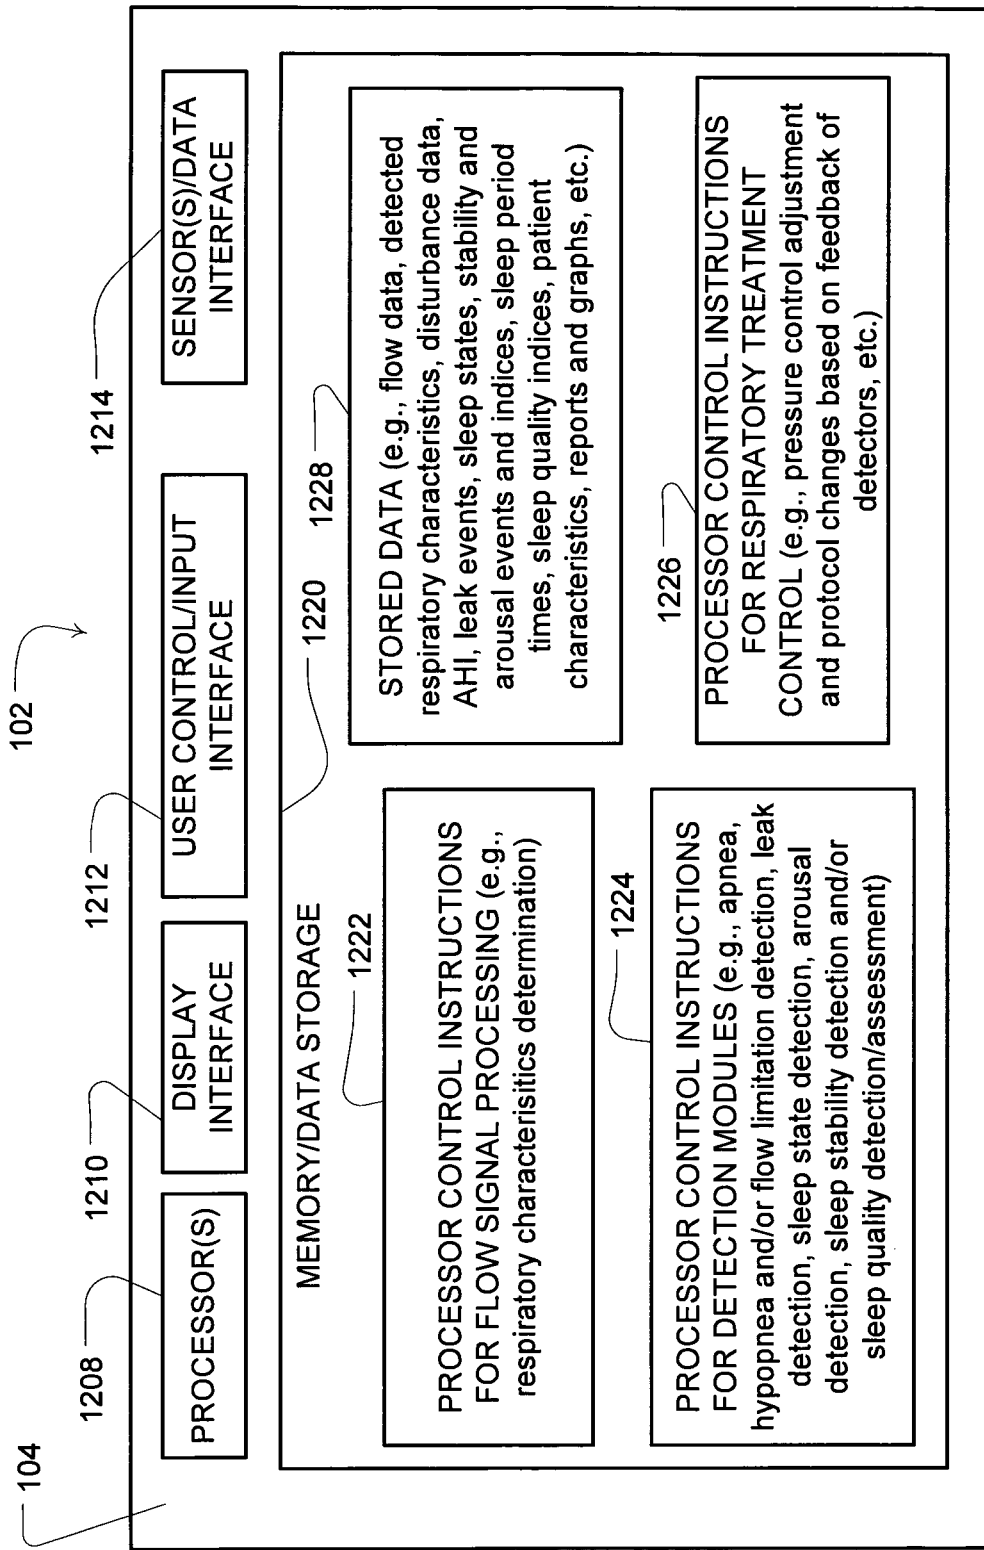 104
102
1208
PROCESSOR(S)
1210
DISPLAY
INTERFACE
1212
USER CONTROL/INPUT
INTERFACE
1214
SENSOR(S)/DATA
INTERFACE
MEMORY/DATA STORAGE
1220
1222
PROCESSOR CONTROL INSTRUCTIONS
FOR FLOW SIGNAL PROCESSING (e.g.,
respiratory characterisitics determination)
1228
STORED DATA (e.g., flow data, detected
respiratory characteristics, disturbance data,
AHI, leak events, sleep states, stability and
arousal events and indices, sleep period
times, sleep quality indices, patient
characteristics, reports and graphs, etc.)
1224
PROCESSOR CONTROL INSTRUCTIONS
FOR DETECTION MODULES (e.g., apnea,
hypopnea and/or flow limitation detection, leak
detection, sleep state detection, arousal
detection, sleep stability detection and/or
sleep quality detection/assessment)
1226
PROCESSOR CONTROL INSTRUCTIONS
FOR RESPIRATORY TREATMENT
CONTROL (e.g., pressure control adjustment
and protocol changes based on feedback of
detectors, etc.)